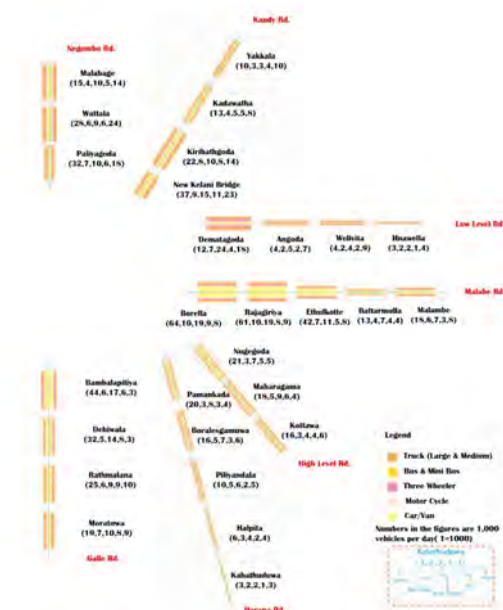 Kandy Rd.
Negombo Rd.
Yakkala
(10,3,3,4,10)
Mahabage
(15,4,10,5,14)
Kadawatha
(13,4,5,5,8)
Wattala
(28,6,9,6,24)
Kiribathgoda
(22,8,10,8,14)
Paliyagoda
(32,7,10,6,18)
New Kelani Bridge
(37,9,15,11,23)
Low Level Rd
Dematagoda
(12,7,24,4,18)
Angoda
(4,2,5,2,7)
Welivita
(4,2,4,2,9)
Hnawella
(3,2,2,1,4)
Malabe Rd
Borella
(64,10,19,9,8)
Rajagiriya
(61,10,19,8,9)
Ethulkotte
(42,7,11,5,8)
Battarmulla
(13,4,7,4,4)
Malambe
(18,6,7,3,8)
Nugegoda
(21,3,7,5,5)
Bambalapitiya
(44,6,17,6,3)
Pamankada
(20,3,8,3,4)
Maharagama
(18,5,9,6,4)
Dehiwala
(32,5,14,8,3)
Boralesgamuwa
(16,5,7,3,6)
Kottawa
(16,3,4,4,6)
High Level Rd.
Rathmalana
(25,6,9,9,10)
Piliyandala
(10,5,6,2,5)
Moratuwa
(19,7,10,8,9)
Halpita
(6,3,4,2,4)
Galle Rd.
Kahathuduwa
(3,2,2,1,3)
Legend
Truck (Large & Medium)
Bus & Mini Bus
Three Wheeler
Motor Cycle
Car/Van
Numbers in the figures are 1,000
vehicles per day( 1=1000)
Kahathuduwa